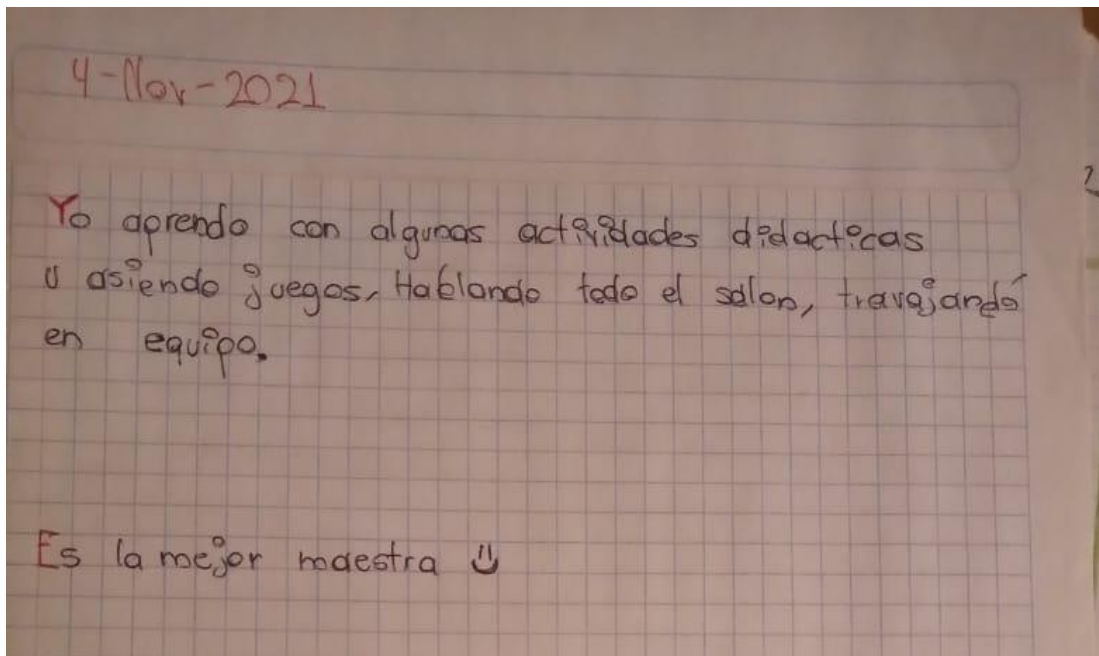 4-Nov-2021
Yo aprendo con algunas actividades didacticas
y asiendo juegos, Hablando todo el salon, travajando
en equipo.
Es la mejor maestra